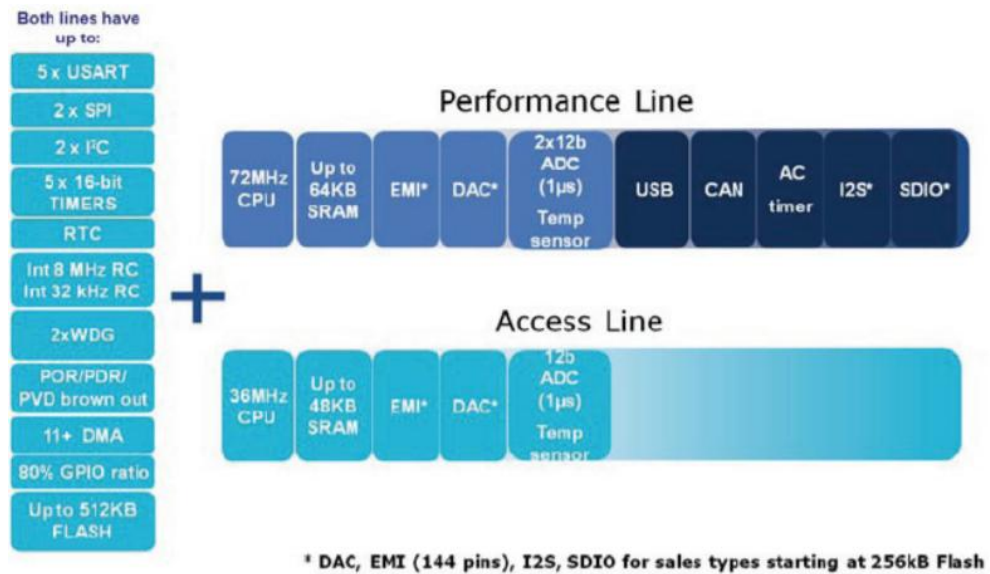 Both lines have
up to:
5 x USART
2 x SPI
2 x I²C
5 x 16-bit
TIMERS
RTC
Int 8 MHz RC
Int 32 kHz RC
2xWDG
POR/PDR/
PVD brown out
11+ DMA
80% GPIO ratio
Up to 512KB
FLASH
+
Performance Line
72MHz
CPU
Up to
64KB
SRAM
EMI*
DAC*
2x12b
ADC
(1µs)
Temp
sensor
USB
CAN
AC
timer
I2S*
SDIO*
Access Line
36MHz
CPU
Up to
48KB
SRAM
EMI*
DAC*
12b
ADC
(1µs)
Temp
sensor
* DAC, EMI (144 pins), I2S, SDIO for sales types starting at 256kB Flash